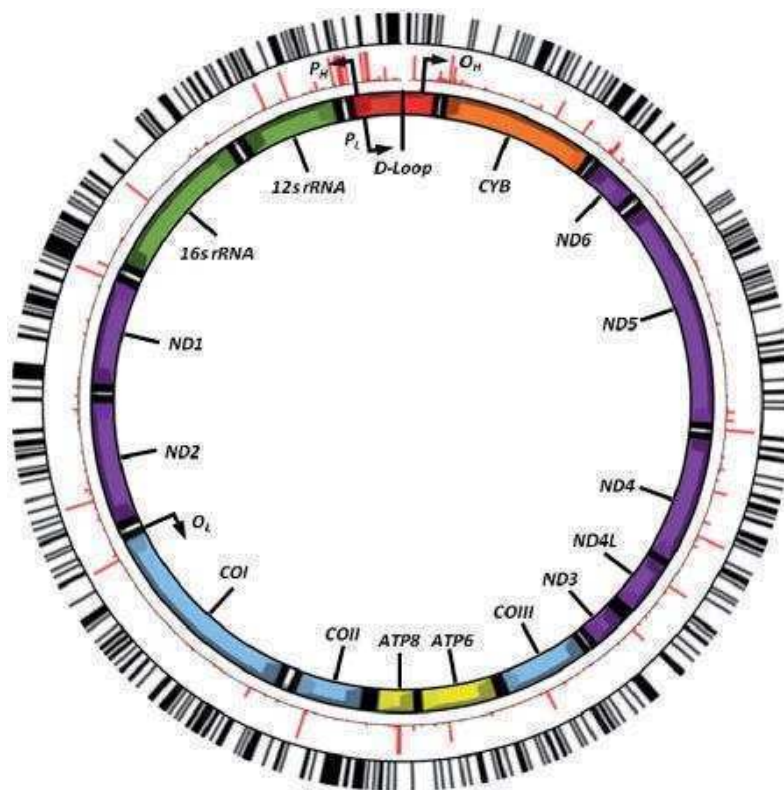 P_H
O_H
P_L
D-Loop
12s rRNA
CYB
ND6
16s rRNA
ND5
ND1
ND2
ND4
O_L
ND4L
COI
ND3
COIII
COII
ATP8
ATP6